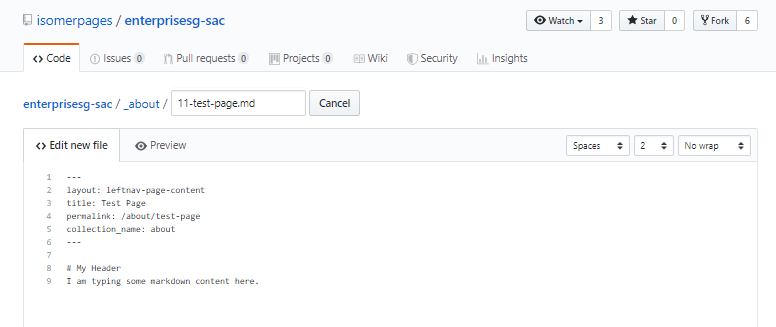 isomerpages / enterprisesg-sac
Watch 3 Star 0 Fork 6
Code Issues 0 Pull requests 0 Projects 0 Wiki Security Insights
enterprisesg-sac / _about / 11-test-page.md Cancel
Edit new file Preview Spaces 2 No wrap
1 ---
2 layout: leftnav-page-content
3 title: Test Page
4 permalink: /about/test-page
5 collection_name: about
6 ---
7
8 # My Header
9 I am typing some markdown content here.